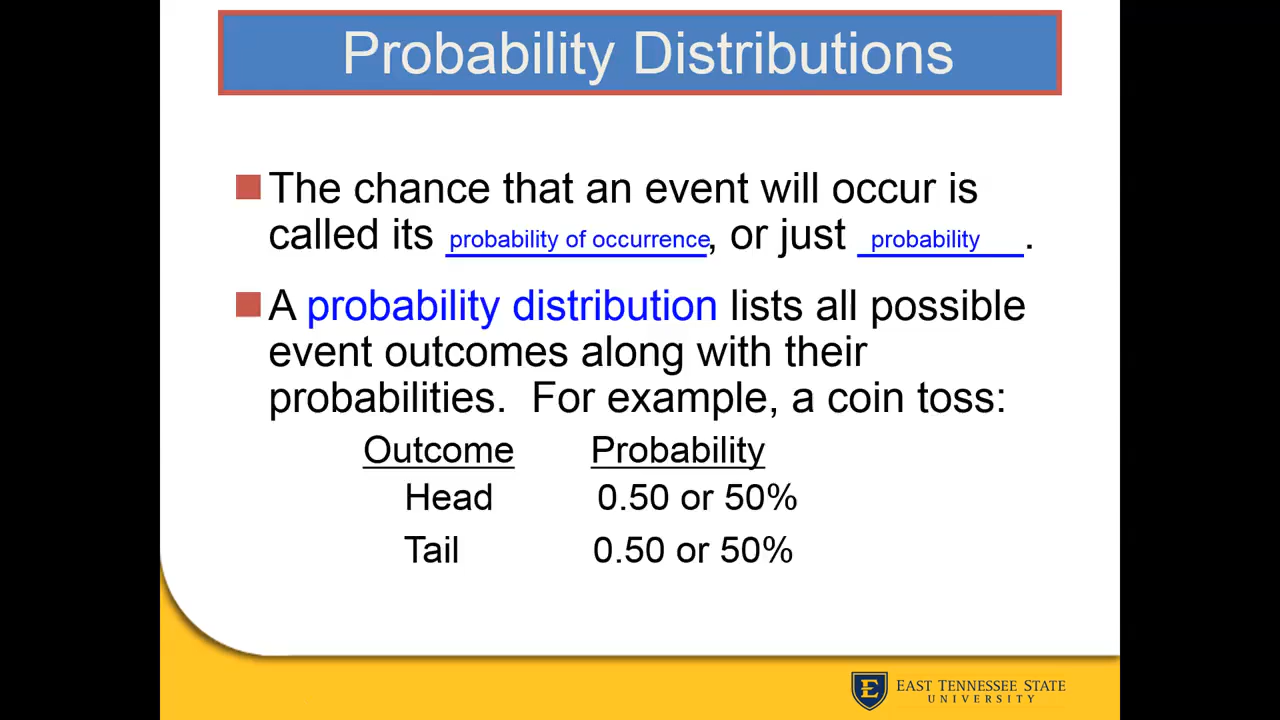 Probability Distributions
The chance that an event will occur is
called its probability of occurrence, or just probability.
A probability distribution lists all possible
event outcomes along with their
probabilities. For example, a coin toss:
Outcome Probability
Head 0.50 or 50%
Tail 0.50 or 50%
E
EAST TENNESSEE STATE
UNIVERSITY